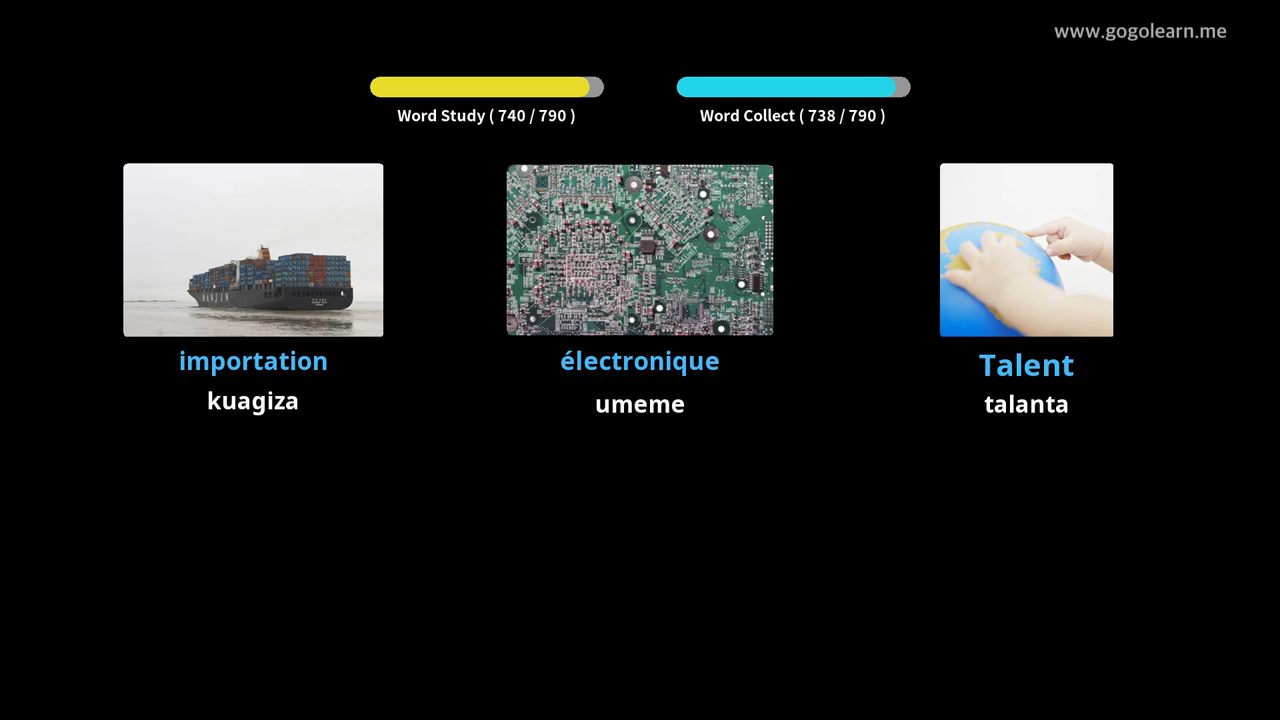 www.gogolearn.me
Word Study ( 740 / 790 )
Word Collect ( 738 / 790 )
importation
électronique
Talent
kuagiza
umeme
talanta